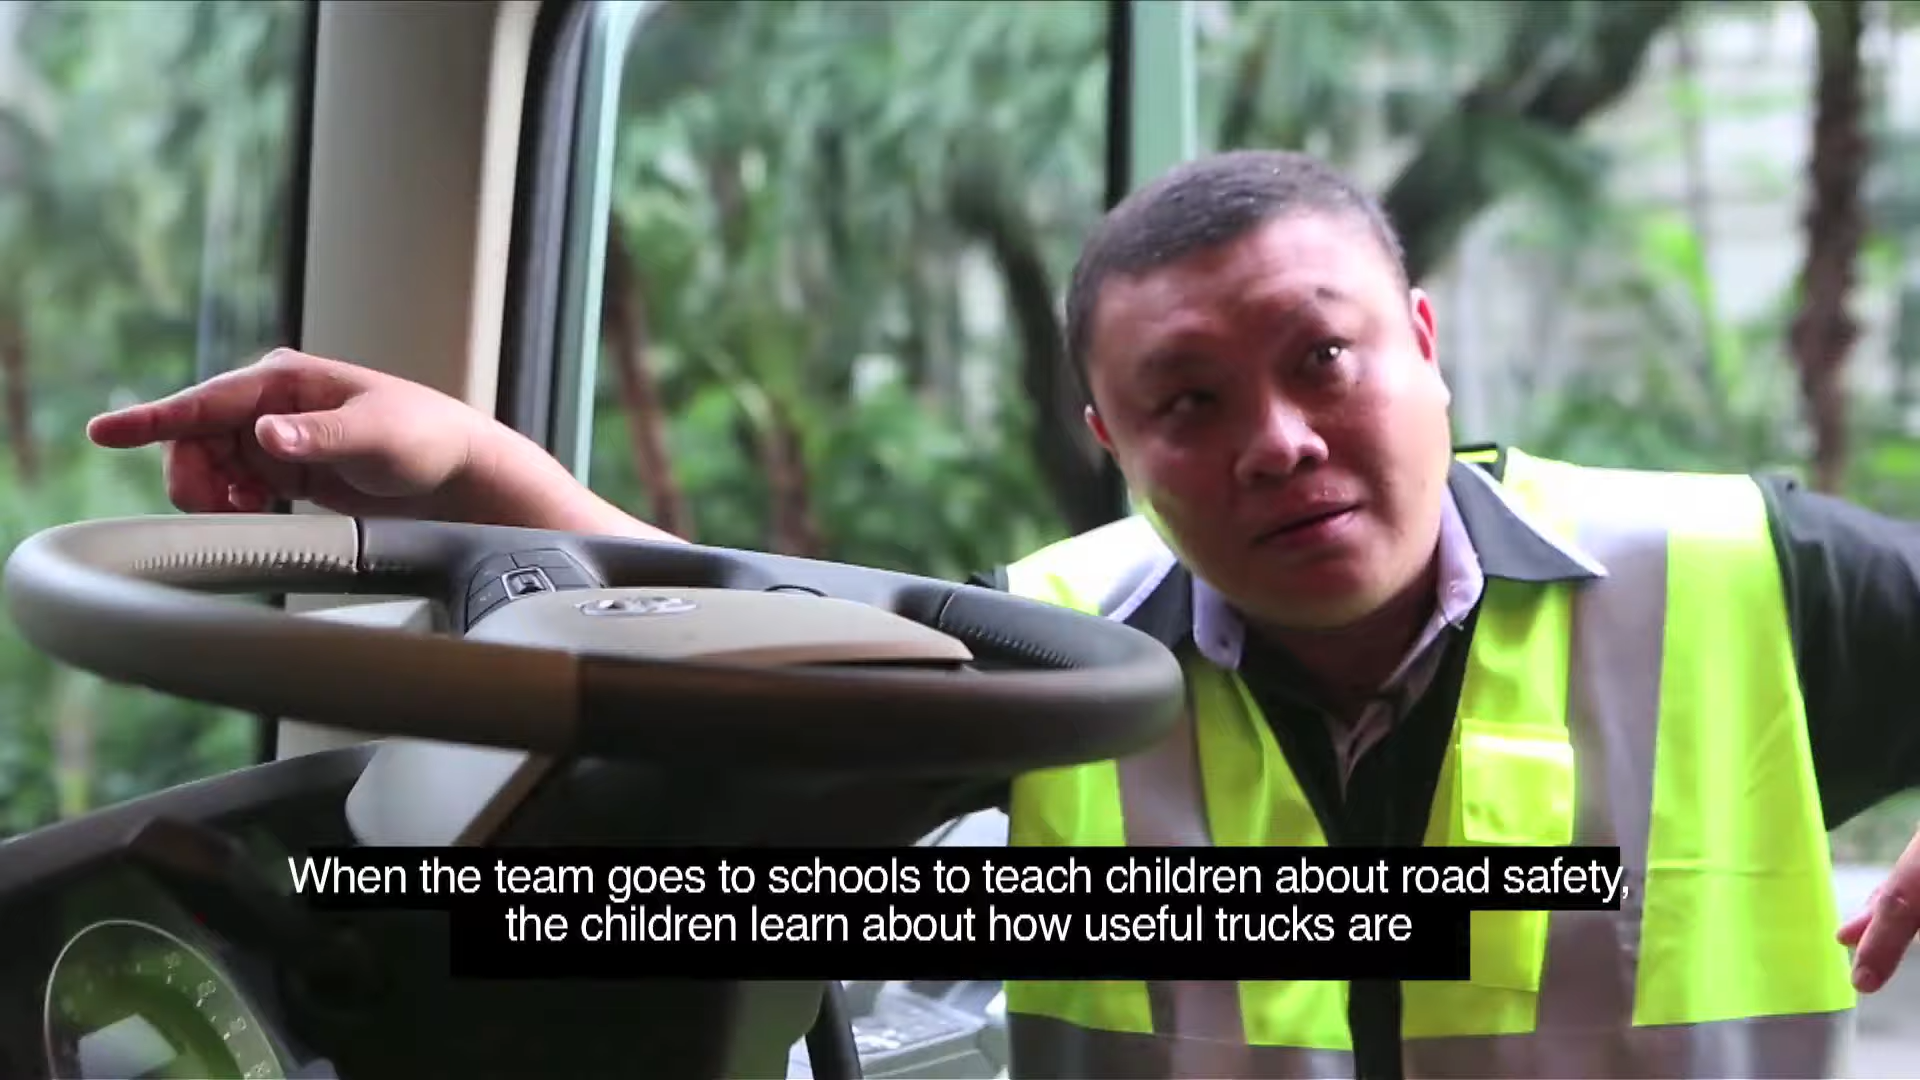 When the team goes to schools to teach children about road safety,
the children learn about how useful trucks are